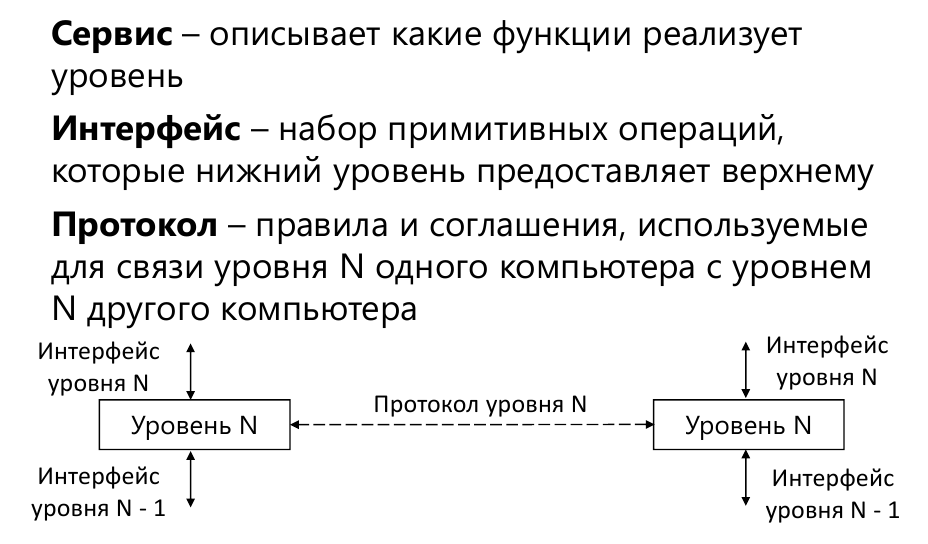 Сервис – описывает какие функции реализует
уровень
Интерфейс – набор примитивных операций,
которые нижний уровень предоставляет верхнему
Протокол – правила и соглашения, используемые
для связи уровня N одного компьютера с уровнем
N другого компьютера
Интерфейс
уровня N
Интерфейс
уровня N
Протокол уровня N
Уровень N
Уровень N
Интерфейс
уровня N - 1
Интерфейс
уровня N - 1